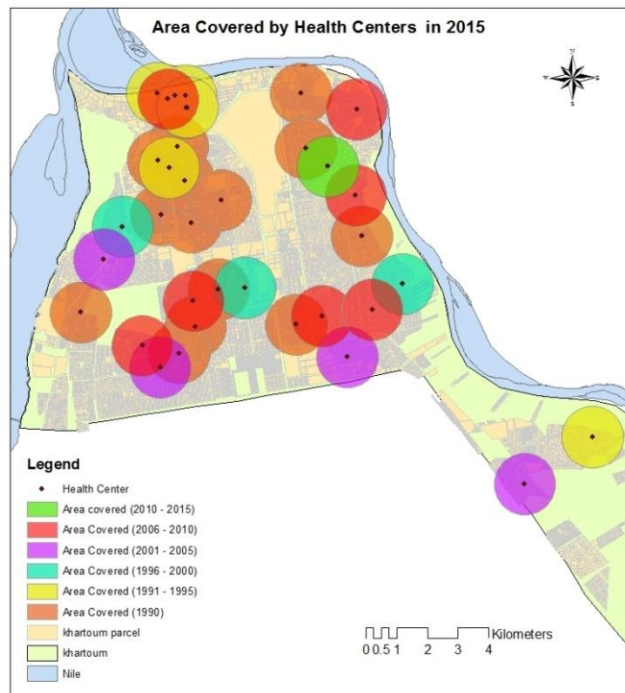 Area Covered by Health Centers in 2015
Legend
Health Center
Area covered (2010 - 2015)
Area Covered (2006 - 2010)
Area Covered (2001 - 2005)
Area Covered (1996 - 2000)
Area Covered (1991 - 1995)
Area Covered (1990)
khartoum parcel
khartoum
Nile
Kilometers
0 0.5 1 2 3 4